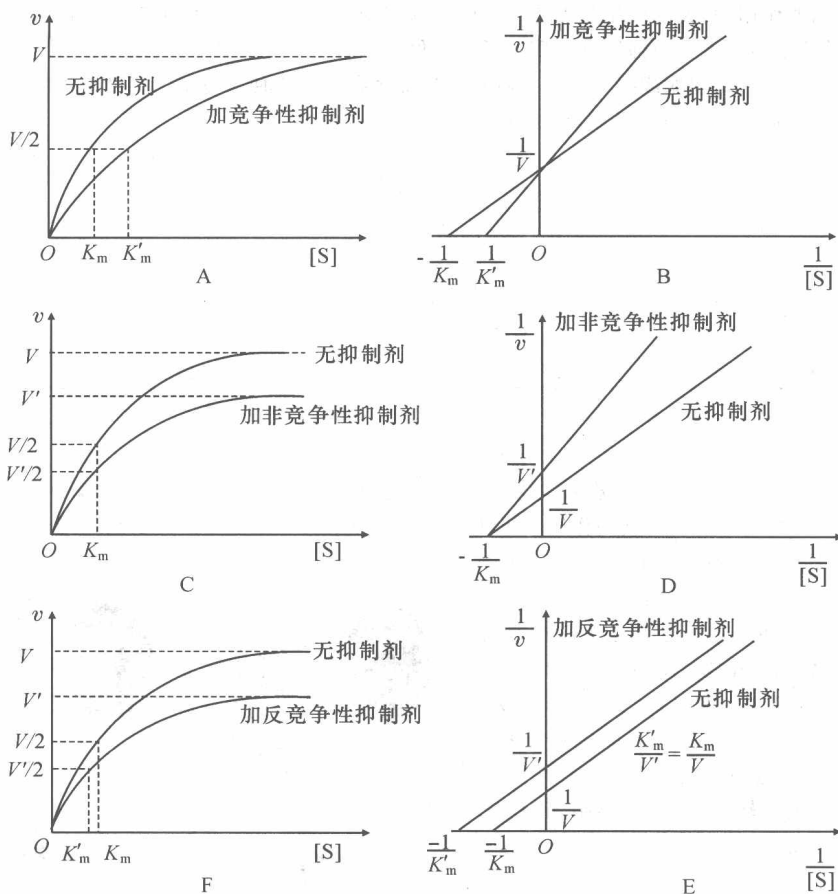 v
V
无抑制剂
加竞争性抑制剂
V/2
O
Km
K'm
[S]
A
1/v
加竞争性抑制剂
无抑制剂
1/V
-1/Km
1/K'm
O
1/[S]
B
v
V
无抑制剂
V'
加非竞争性抑制剂
V/2
V'/2
O
Km
[S]
C
1/v
加非竞争性抑制剂
无抑制剂
1/V'
1/V
-1/Km
O
1/[S]
D
v
V
无抑制剂
V'
加反竞争性抑制剂
V/2
V'/2
O
K'm
Km
[S]
F
1/v
加反竞争性抑制剂
无抑制剂
1/V'
K'm/V'=Km/V
1/V
-1/K'm
-1/Km
O
1/[S]
E